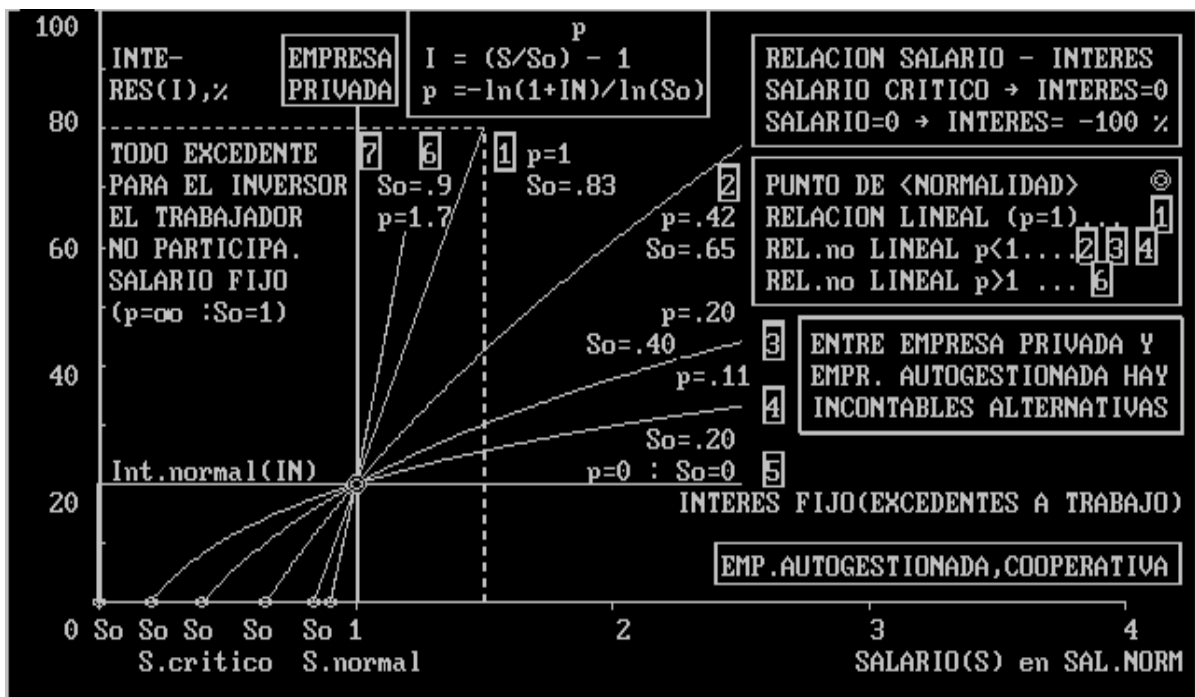 100
INTE-
RES(I),%
EMPRESA
PRIVADA
p
I = (S/So) - 1
p =-ln(1+IN)/ln(So)
RELACION SALARIO - INTERES
SALARIO CRITICO → INTERES=0
SALARIO=0 → INTERES= -100 %
80
TODO EXCEDENTE
PARA EL INVERSOR
EL TRABAJADOR
NO PARTICIPA.
SALARIO FIJO
(p=∞ :So=1)
7
6
So=.9
p=1.7
1 p=1
So=.83
2
p=.42
So=.65
PUNTO DE <NORMALIDAD>
RELACION LINEAL (p=1)... 1
REL.no LINEAL p<1....2 3 4
REL.no LINEAL p>1 ... 6
60
p=.20
So=.40
3
p=.11
4
So=.20
p=0 : So=0 5
ENTRE EMPRESA PRIVADA Y
EMPR. AUTOGESTIONADA HAY
INCONTABLES ALTERNATIVAS
40
Int.normal(IN)
20
INTERES FIJO(EXCEDENTES A TRABAJO)
EMP.AUTOGESTIONADA,COOPERATIVA
0 So So So So So 1 2 3 4
S.critico S.normal SALARIO(S) en SAL.NORM